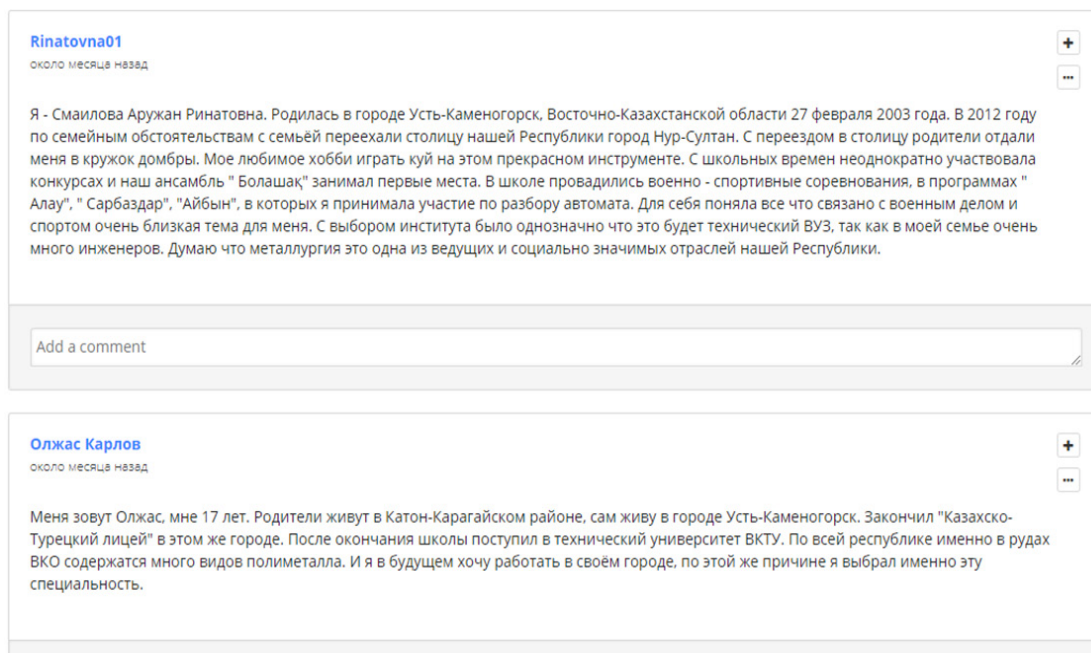 Rinatovna01
около месяца назад
Я - Смаилова Аружан Ринатовна. Родилась в городе Усть-Каменогорск, Восточно-Казахстанской области 27 февраля 2003 года. В 2012 году
по семейным обстоятельствам с семьёй переехали столицу нашей Республики город Нур-Султан. С переездом в столицу родители отдали
меня в кружок домбры. Мое любимое хобби играть куй на этом прекрасном инструменте. С школьных времен неоднократно участвовала
конкурсах и наш ансамбль " Болашақ" занимал первые места. В школе провадились военно - спортивные соревнования, в программах "
Алау", " Сарбаздар", "Айбын", в которых я принимала участие по разбору автомата. Для себя поняла все что связано с военным делом и
спортом очень близкая тема для меня. С выбором института было однозначно что это будет технический ВУЗ, так как в моей семье очень
много инженеров. Думаю что металлургия это одна из ведущих и социально значимых отраслей нашей Республики.
Add a comment
Олжас Карлов
около месяца назад
Меня зовут Олжас, мне 17 лет. Родители живут в Катон-Карагайском районе, сам живу в городе Усть-Каменогорск. Закончил "Казахско-
Турецкий лицей" в этом же городе. После окончания школы поступил в технический университет ВКТУ. По всей республике именно в рудах
ВКО содержатся много видов полиметалла. И я в будущем хочу работать в своём городе, по этой же причине я выбрал именно эту
специальность.